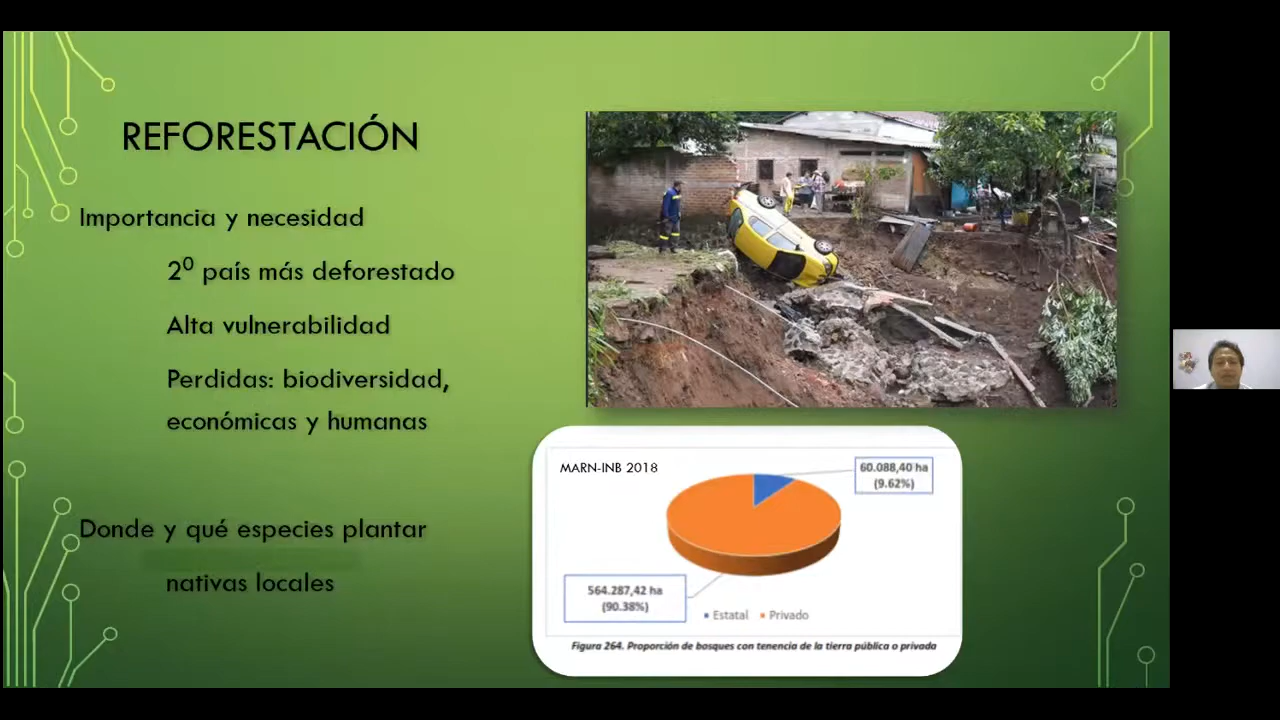 REFORESTACIÓN
Importancia y necesidad
2⁰ país más deforestado
Alta vulnerabilidad
Perdidas: biodiversidad,
económicas y humanas
Donde y qué especies plantar
nativas locales
MARN-INB 2018
60.088,40 ha
(9.62%)
564.287,42 ha
(90.38%)
Estatal Privado
Figura 264. Proporción de bosques con tenencia de la tierra pública o privada